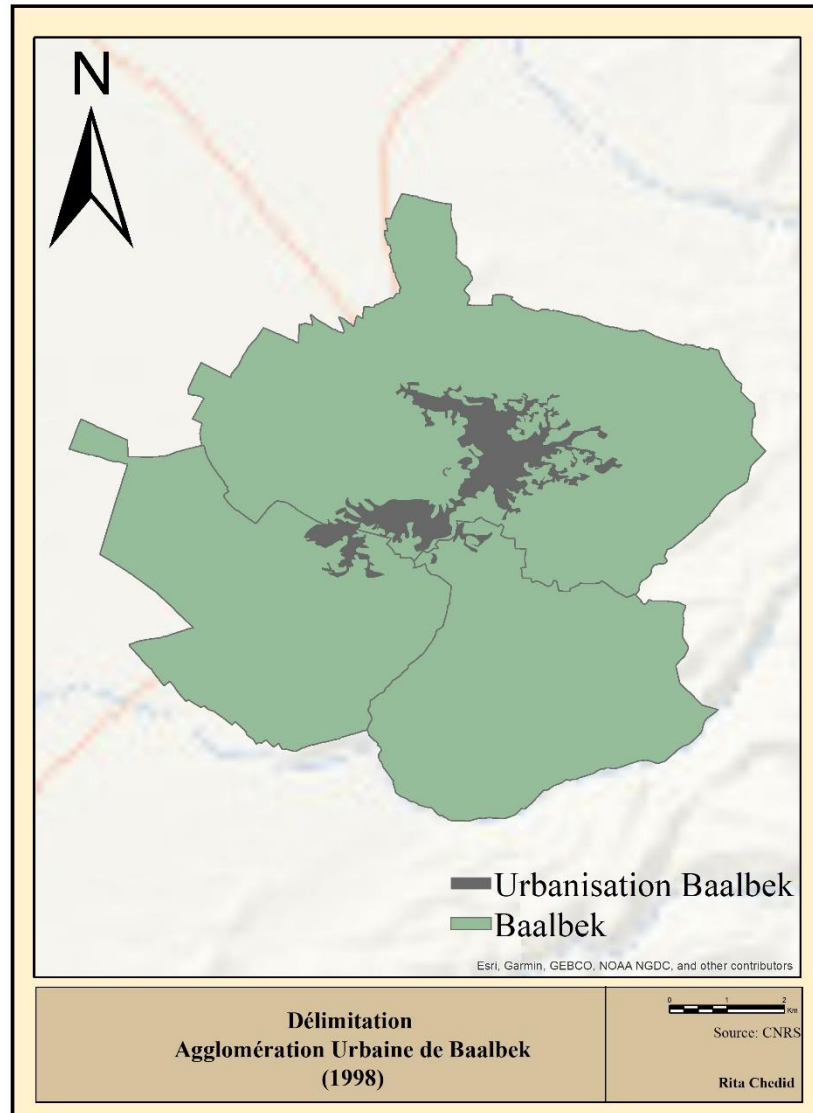 N
Urbanisation Baalbek
Baalbek
Esri, Garmin, GEBCO, NOAA NGDC, and other contributors
Délimitation
Agglomération Urbaine de Baalbek
(1998)
0 1 2
Km
Source: CNRS
Rita Chedid